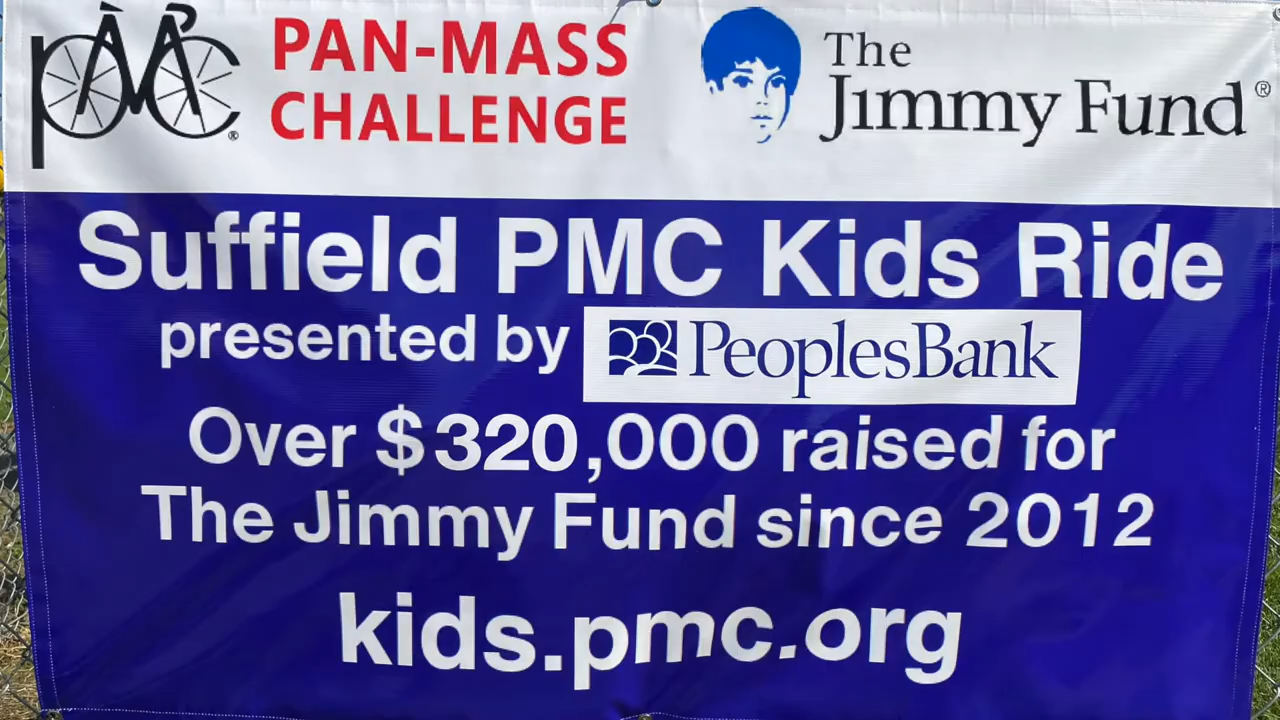 pmc® PAN-MASS
CHALLENGE
The
Jimmy Fund®
Suffield PMC Kids Ride
presented by PeoplesBank
Over $320,000 raised for
The Jimmy Fund since 2012
kids.pmc.org